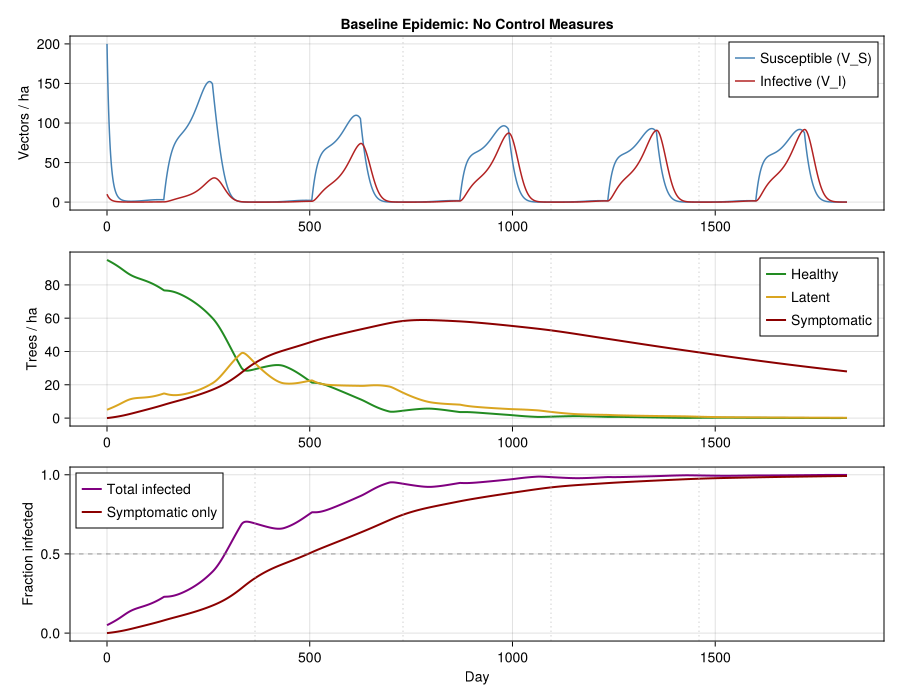 Baseline Epidemic: No Control Measures
Vectors / ha
200
150
100
50
0
Susceptible (V_S)
Infective (V_I)
0
500
1000
1500
Trees / ha
80
60
40
20
0
Healthy
Latent
Symptomatic
0
500
1000
1500
Fraction infected
1.0
0.5
0.0
Total infected
Symptomatic only
0
500
1000
1500
Day